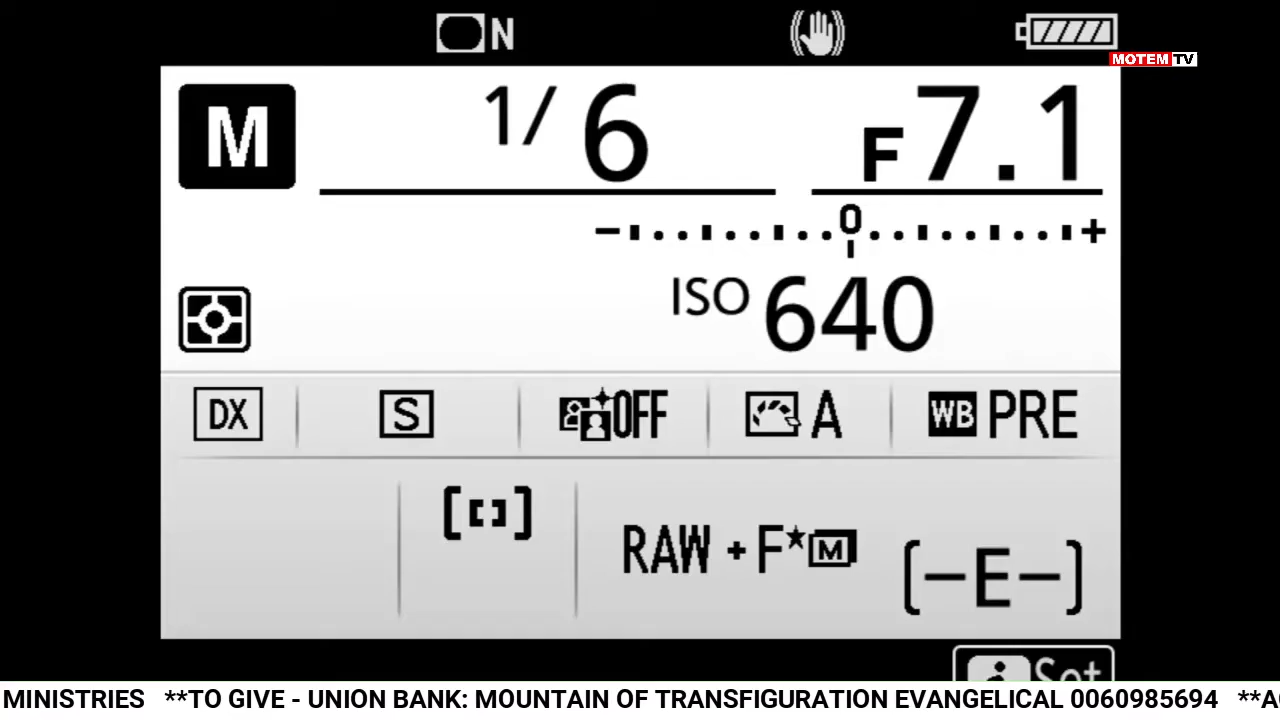 N
MOTEM TV
M 1/6 F7.1
- 0 +
ISO 640
DX S OFF A WB PRE
RAW + F★M [-E-]
i Set
MINISTRIES **TO GIVE - UNION BANK: MOUNTAIN OF TRANSFIGURATION EVANGELICAL 0060985694 **A